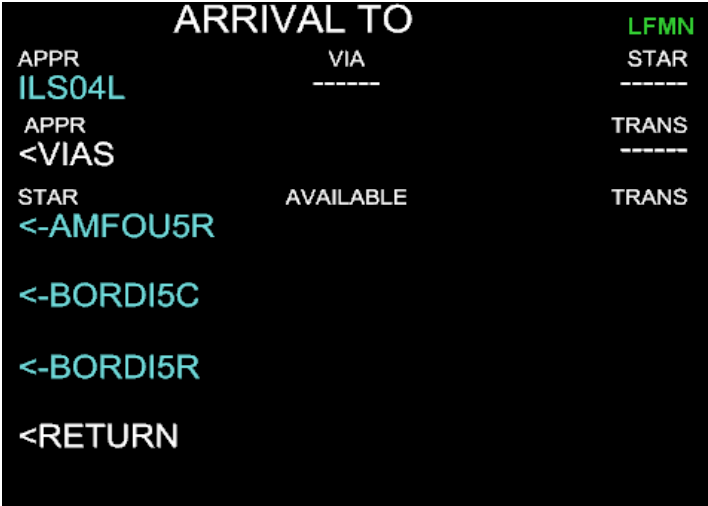 ARRIVAL TO LFMN
APPR VIA STAR
ILS04L ------ ------
APPR TRANS
<VIAS ------
STAR AVAILABLE TRANS
<-AMFOU5R
<-BORDI5C
<-BORDI5R
<RETURN